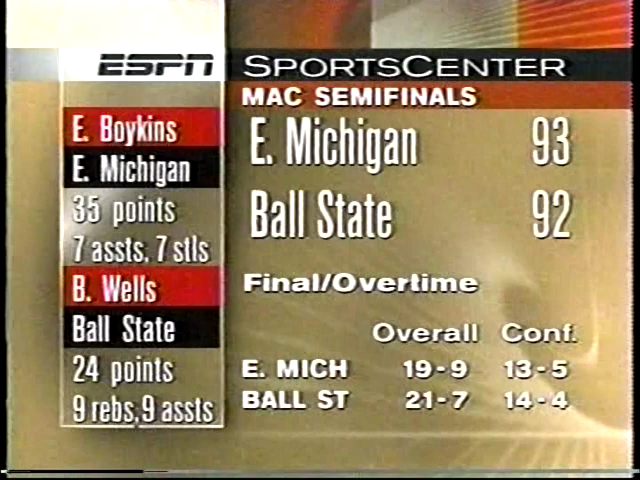 ESPN SPORTSCENTER
MAC SEMIFINALS
E. Michigan 93
Ball State 92
Final/Overtime
Overall Conf.
E. MICH 19-9 13-5
BALL ST 21-7 14-4
E. Boykins
E. Michigan
35 points
7 assts. 7 stls
B. Wells
Ball State
24 points
9 rebs,9 assts